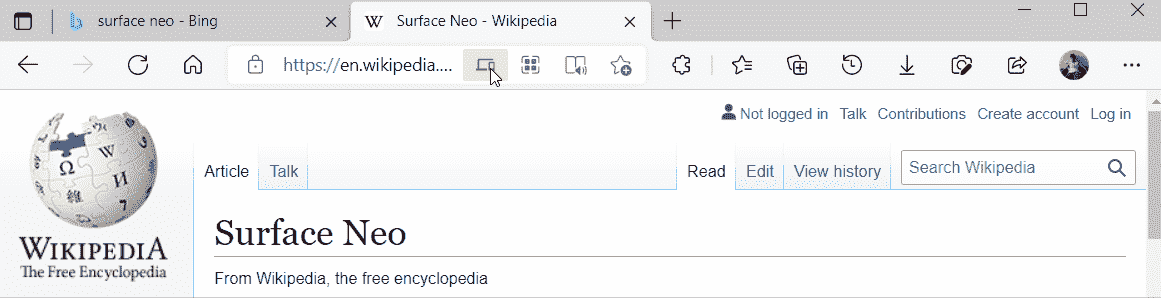 surface neo - Bing
Surface Neo - Wikipedia
https://en.wikipedia....
Not logged in Talk Contributions Create account Log in
Article Talk Read Edit View history Search Wikipedia
WIKIPEDIA
The Free Encyclopedia
Surface Neo
From Wikipedia, the free encyclopedia